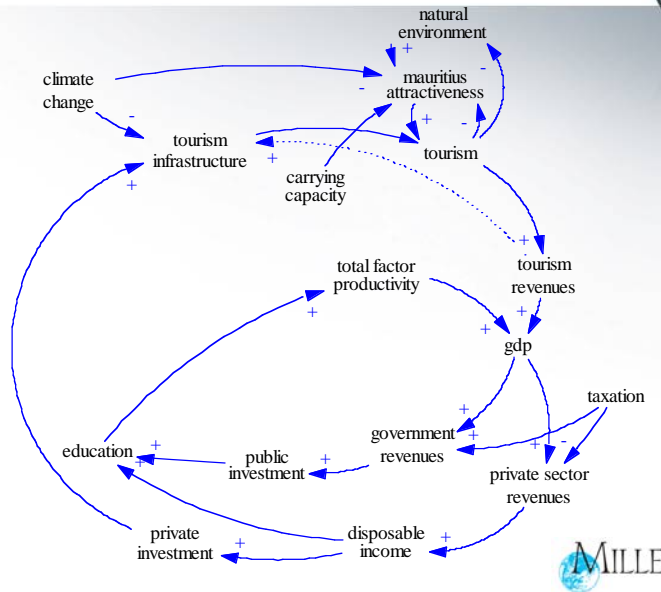 natural
environment
+
+
climate
change
-
mauritius
attractiveness
-
-
+
-
tourism
infrastructure
+
+
tourism
carrying
capacity
+
tourism
revenues
total factor
productivity
+
+
+
gdp
taxation
+
+
government
revenues
+
-
education
+
+
public
investment
+
private sector
revenues
private
investment
+
disposable
income
+
MILLE